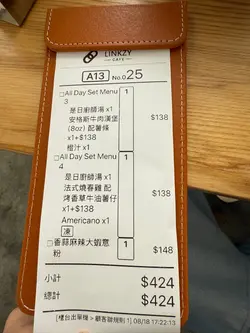 LINKZY
CAFE
A13 No.025
□All Day Set Menu 1
3
是日廚師湯 x1
安格斯牛肉漢堡 $138
(8oz) 配薯條
x1+$138
橙汁 x1
□All Day Set Menu 1
4
是日廚師湯 x1
法式燒春雞 配 $138
烤香草牛油薯仔
x1+$138
Americano x1
凍
□香蒜麻辣大蝦意 1 $148
粉
小計 $424
總計 $424
08/18 17:22:13